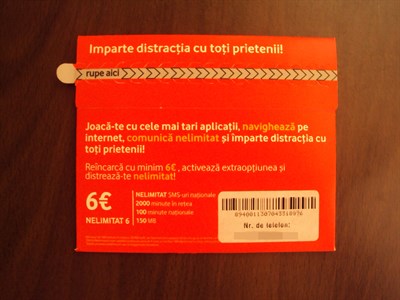 Imparte distracția cu toți prietenii!
rupe aici
Joacă-te cu cele mai tari aplicații, navighează pe
internet, comunică nelimitat și împarte distracția cu
toți prietenii!
Reîncarcă cu minim 6€, activează extraopțiunea și
distrează-te nelimitat!
6€
NELIMITAT 6
NELIMITAT SMS-uri naționale
2000 minute în rețea
100 minute naționale
150 MB
Nr. de telefon: